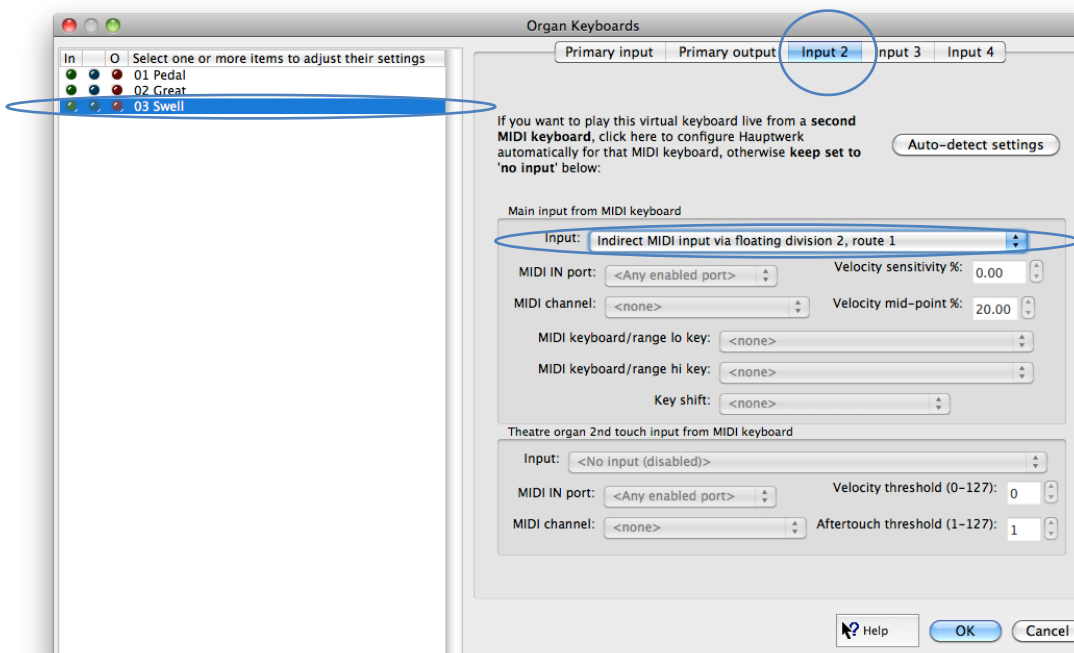 Organ Keyboards
In O Select one or more items to adjust their settings
01 Pedal
02 Great
03 Swell
Primary input Primary output Input 2 Input 3 Input 4
If you want to play this virtual keyboard live from a second
MIDI keyboard, click here to configure Hauptwerk
automatically for that MIDI keyboard, otherwise keep set to
'no input' below:
Auto-detect settings
Main input from MIDI keyboard
Input: Indirect MIDI input via floating division 2, route 1
MIDI IN port: <Any enabled port> Velocity sensitivity %: 0.00
MIDI channel: <none> Velocity mid-point %: 20.00
MIDI keyboard/range lo key: <none>
MIDI keyboard/range hi key: <none>
Key shift: <none>
Theatre organ 2nd touch input from MIDI keyboard
Input: <No input (disabled)>
MIDI IN port: <Any enabled port> Velocity threshold (0-127): 0
MIDI channel: <none> Aftertouch threshold (1-127): 1
Help OK Cancel